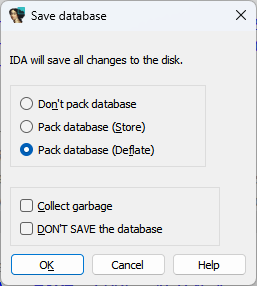 Save database
IDA will save all changes to the disk.
Don't pack database
Pack database (Store)
Pack database (Deflate)
Collect garbage
DON'T SAVE the database
OK
Cancel
Help